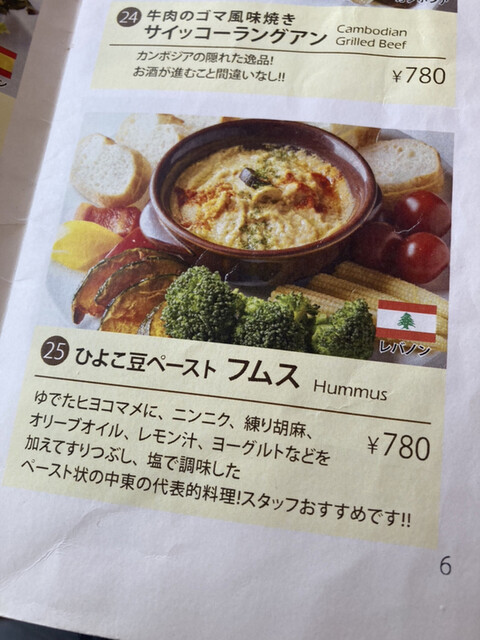 24 牛肉のゴマ風味焼き
サイッコーラングアン
Cambodian
Grilled Beef
カンボジアの隠れた逸品!
お酒が進むこと間違いなし!!
¥780
レバノン
25 ひよこ豆ペースト フムス Hummus
ゆでたヒヨコマメに、ニンニク、練り胡麻、
オリーブオイル、レモン汁、ヨーグルトなどを
加えてすりつぶし、塩で調味した
ペースト状の中東の代表的料理!スタッフおすすめです!!
¥780
6